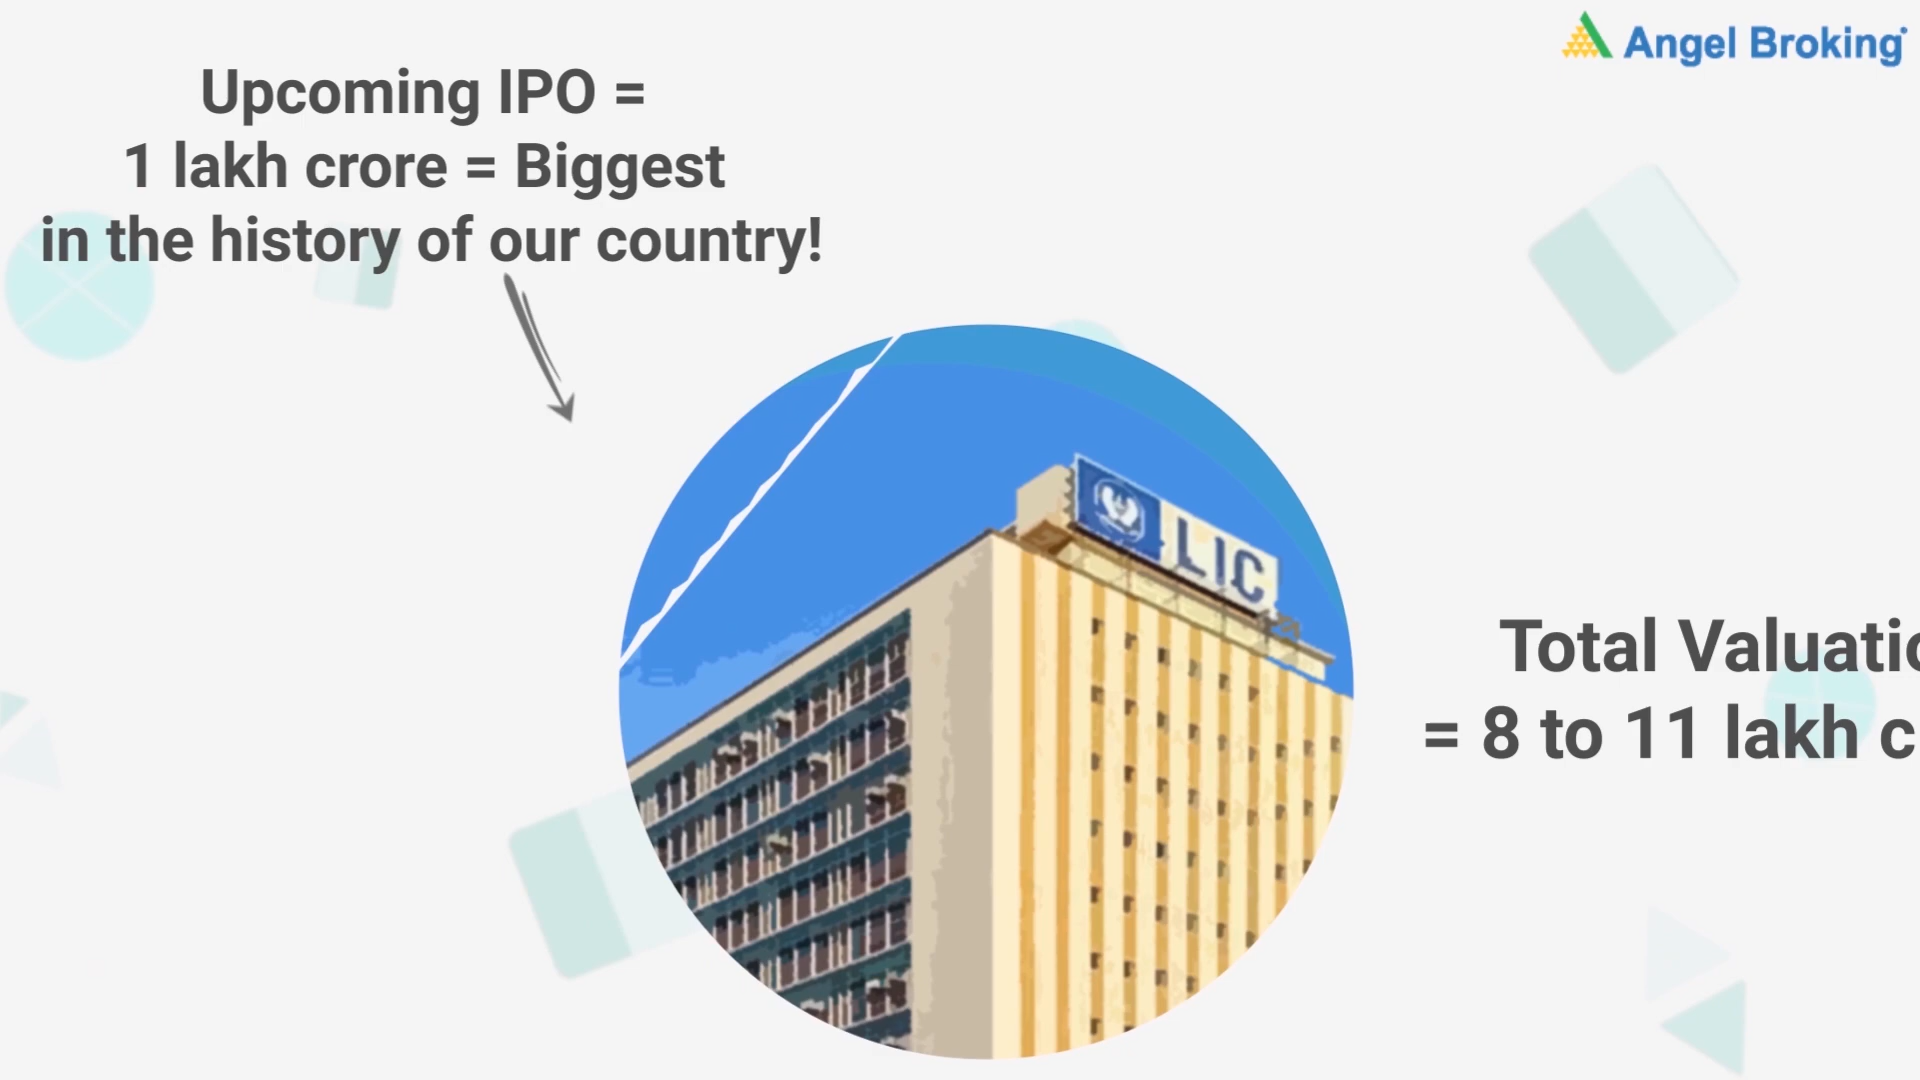 Angel Broking
Upcoming IPO =
1 lakh crore = Biggest
in the history of our country!
LIC
Total Valuatio
= 8 to 11 lakh c